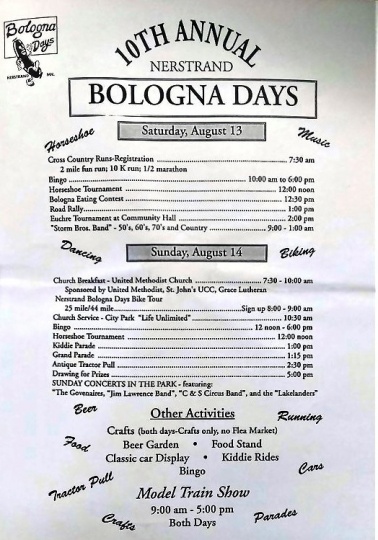 Bologna
Days
NERSTRAND MN.
10TH ANNUAL
NERSTRAND
BOLOGNA DAYS
Horseshoe
Saturday, August 13
Music
Cross Country Runs-Registration ........ 7:30 am
2 mile fun run; 10 K run; 1/2 marathon
Bingo ........ 10:00 am to 6:00 pm
Horseshoe Tournament ........ 12:00 noon
Bologna Eating Contest ........ 12:30 pm
Road Rally ........ 1:00 pm
Euchre Tournament at Community Hall ........ 2:00 pm
"Storm Bros. Band" - 50's, 60's, 70's and Country ........ 9:00 - 1:00 am
Dancing
Sunday, August 14
Biking
Church Breakfast - United Methodist Church ........ 7:30 - 10:00 am
Sponsored by United Methodist, St. John's UCC, Grace Lutheran
Nerstrand Bologna Days Bike Tour
25 mile/44 mile ........ Sign up 8:00 - 9:00 am
Church Service - City Park "Life Unlimited" ........ 10:30 am
Bingo ........ 12 noon - 6:00 pm
Horseshoe Tournament ........ 12:00 noon
Kiddie Parade ........ 1:00 pm
Grand Parade ........ 1:15 pm
Antique Tractor Pull ........ 2:30 pm
Drawing for Prizes ........ 5:00 pm
SUNDAY CONCERTS IN THE PARK - featuring:
"The Govenaires, "Jim Lawrence Band", "C & S Circus Band", and the "Lakelanders"
Beer
Other Activities
Running
Crafts (both days-Crafts only, no Flea Market)
Food
Beer Garden • Food Stand
Classic car Display • Kiddie Rides
Bingo
Cars
Tractor Pull
Model Train Show
9:00 am - 5:00 pm
Both Days
Crafts
Parades